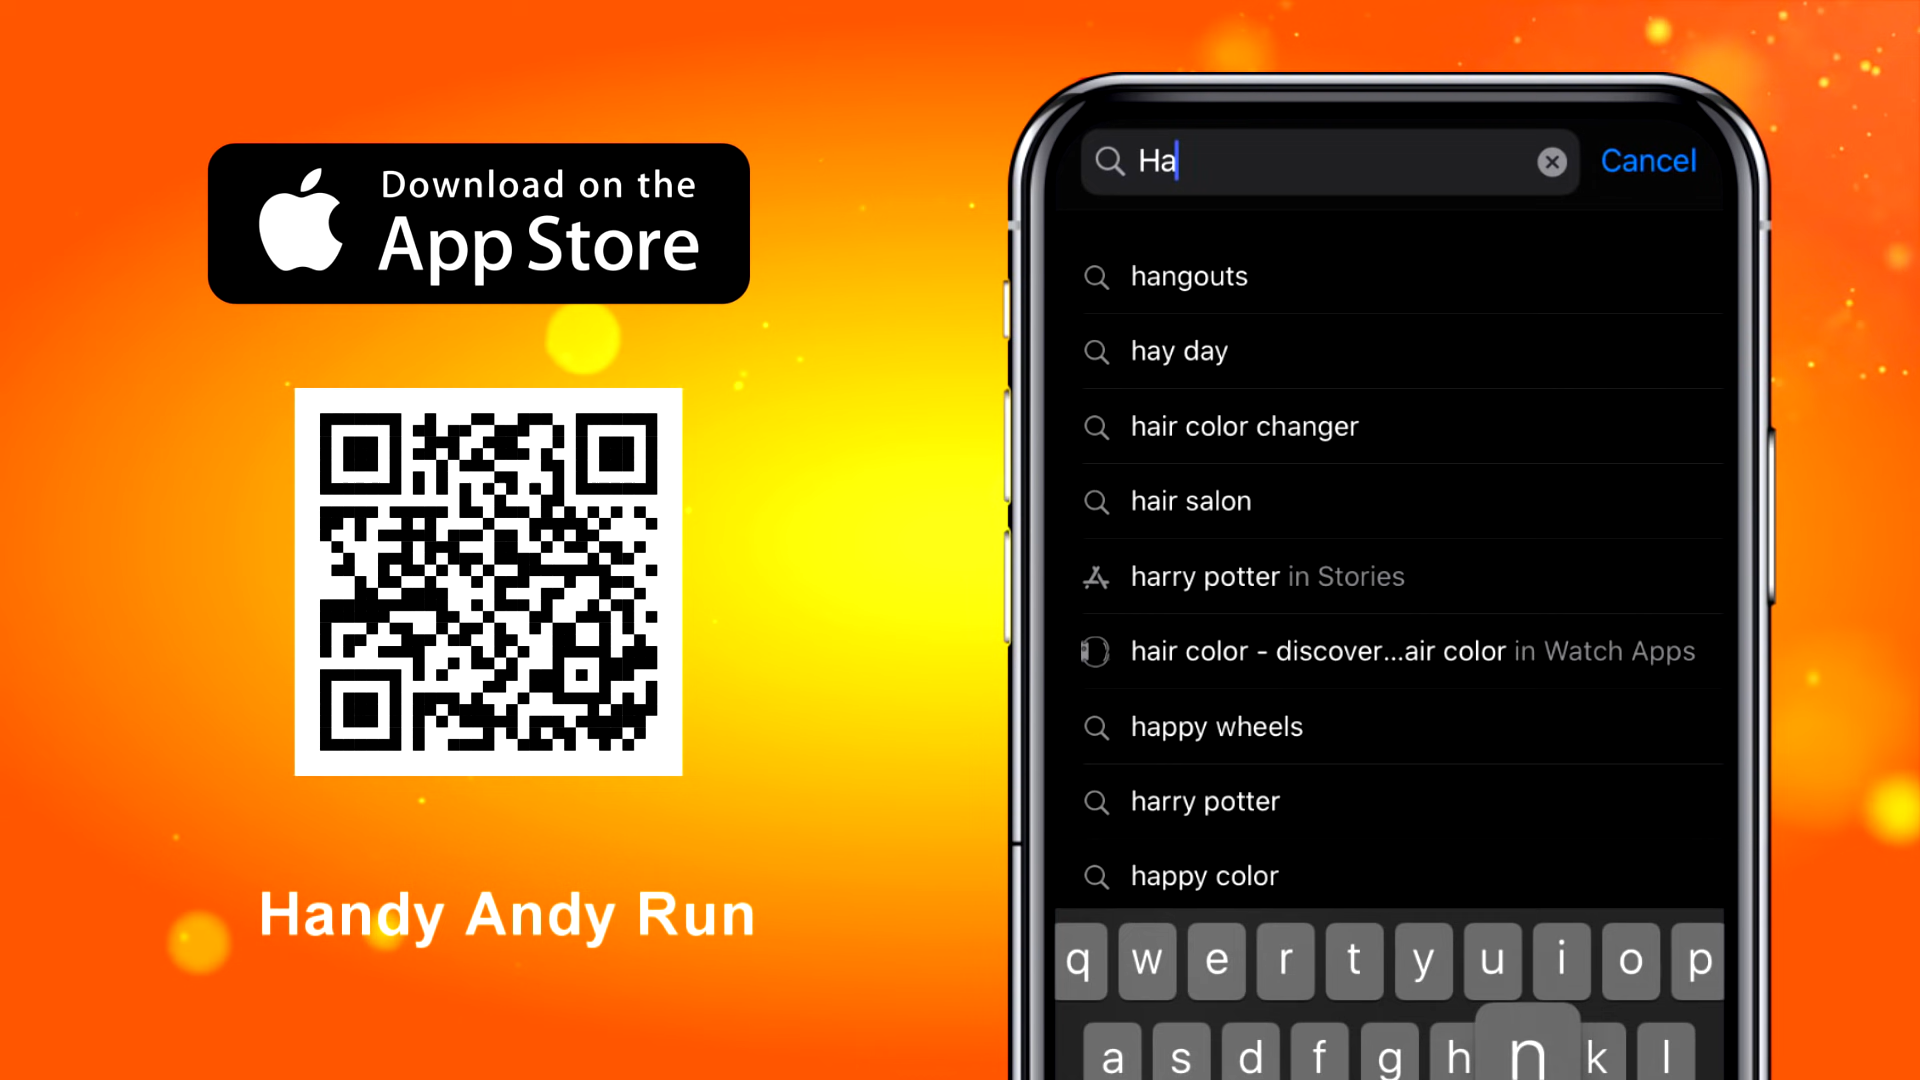 Download on the
App Store
Handy Andy Run
Ha
Cancel
hangouts
hay day
hair color changer
hair salon
harry potter in Stories
hair color - discover...air color in Watch Apps
happy wheels
harry potter
happy color
q w e r t y u i o p
a s d f g h n k l